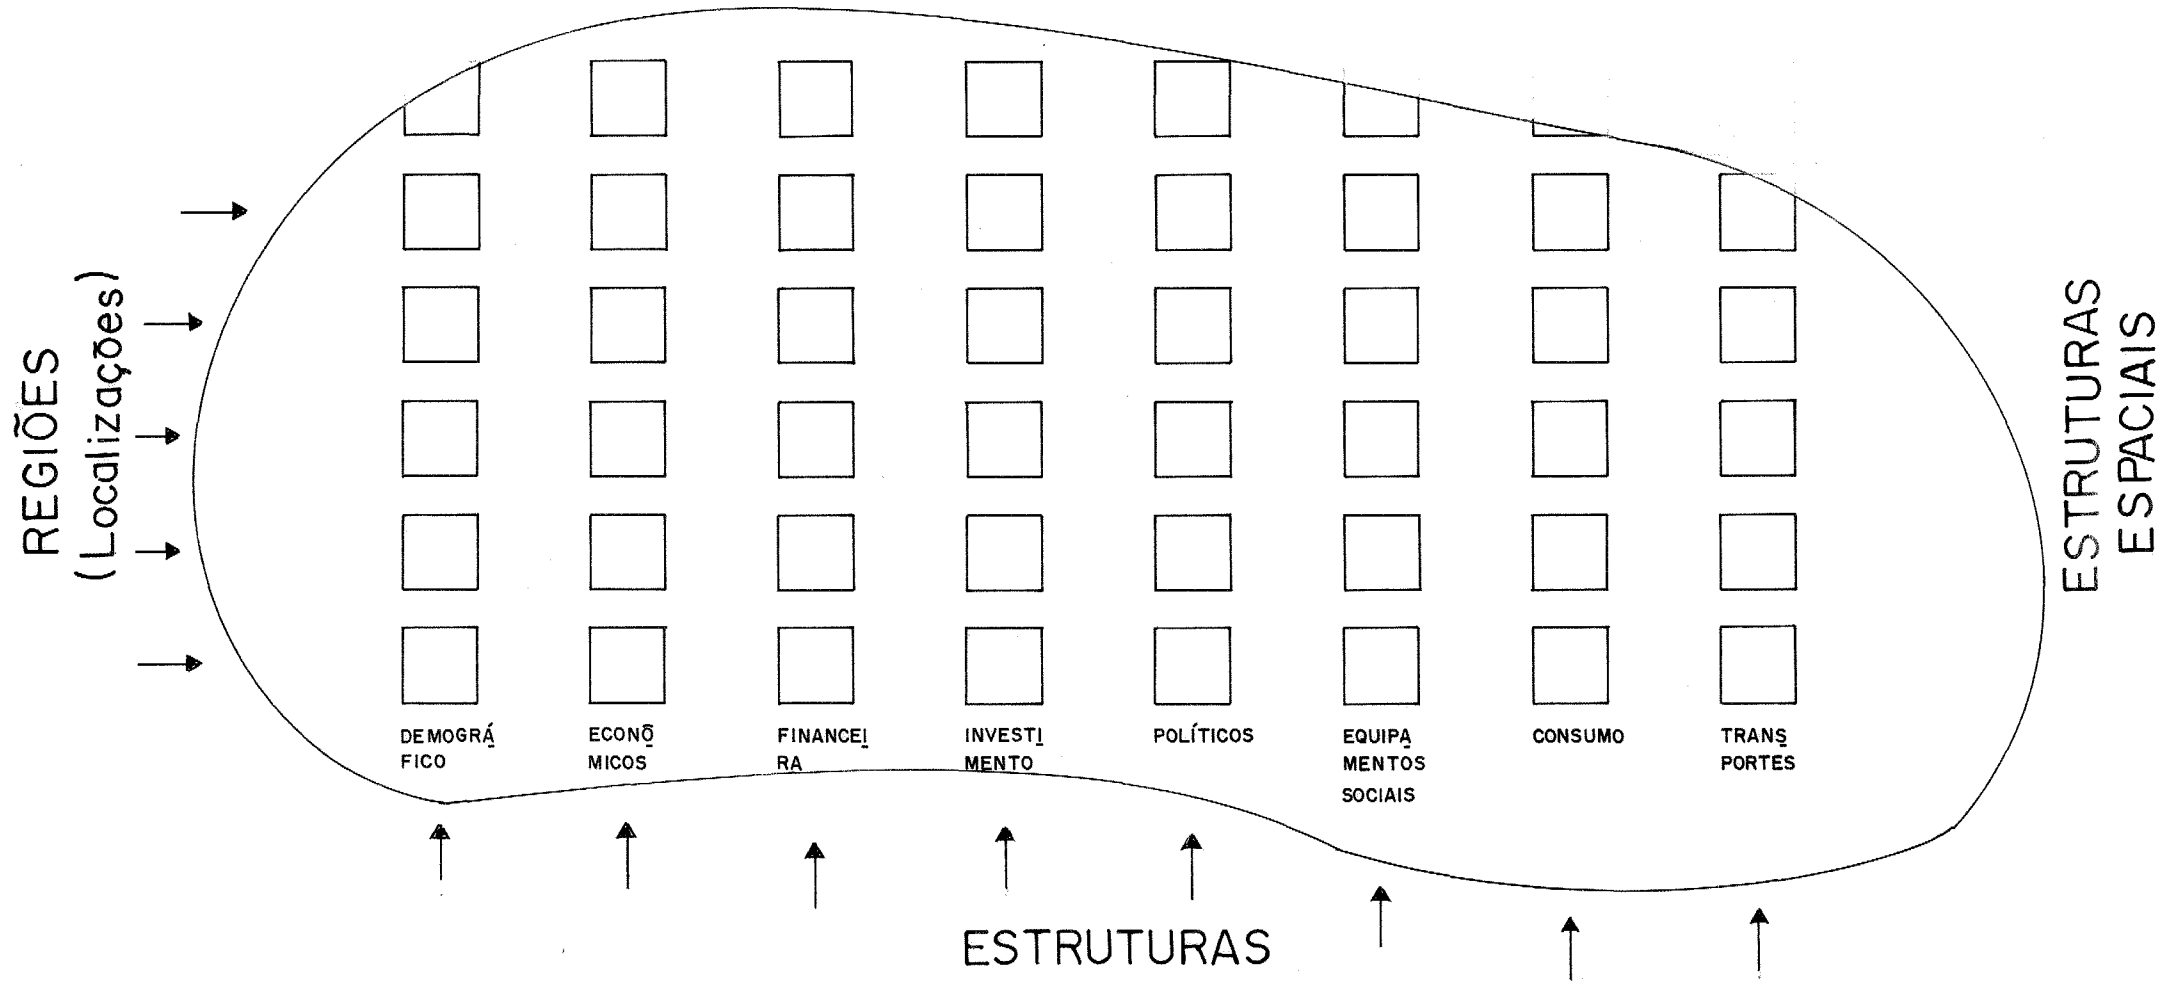 REGIÕES
(Localizações)
DEMOGRÁ
FICO
ECONÔ
MICOS
FINANCEI
RA
INVESTI
MENTO
POLÍTICOS
EQUIPA
MENTOS
SOCIAIS
CONSUMO
TRANS
PORTES
ESTRUTURAS
ESTRUTURAS
ESPACIAIS